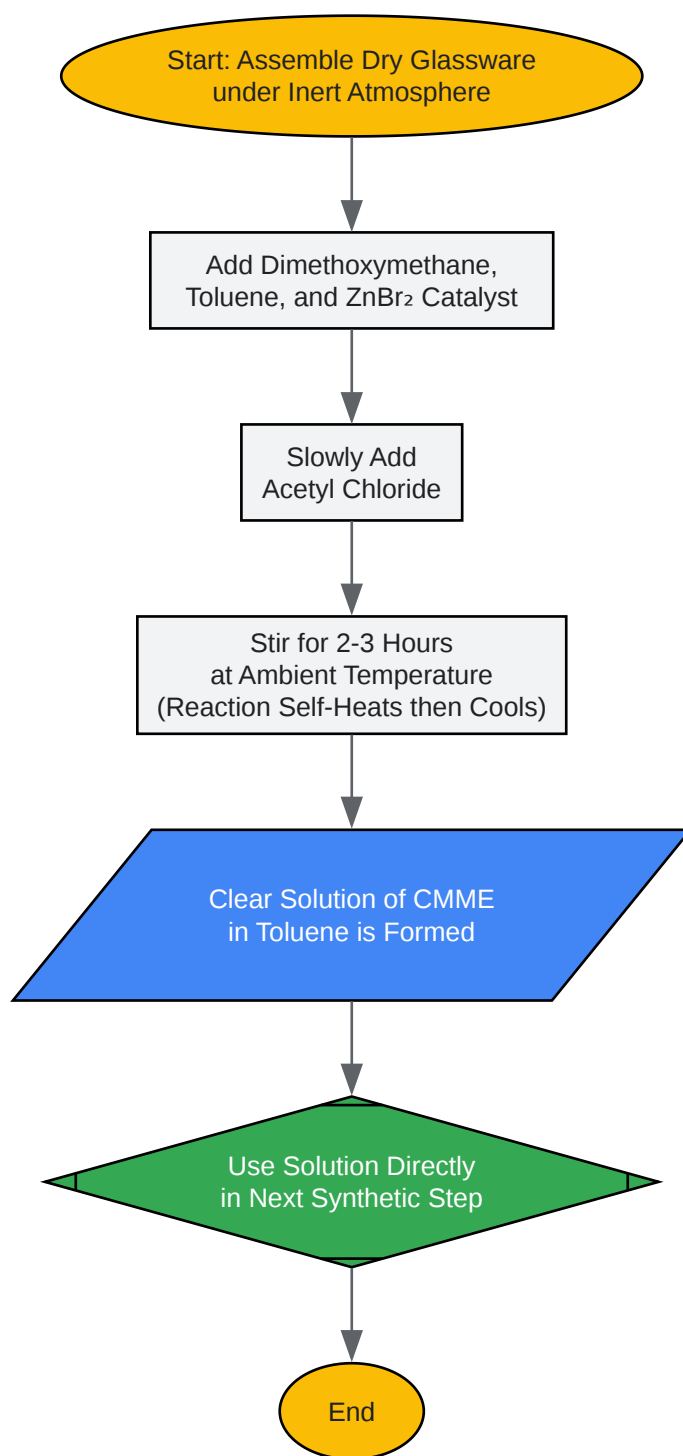 Start: Assemble Dry Glassware
under Inert Atmosphere
Add Dimethoxymethane,
Toluene, and ZnBr₂ Catalyst
Slowly Add
Acetyl Chloride
Stir for 2-3 Hours
at Ambient Temperature
(Reaction Self-Heats then Cools)
Clear Solution of CMME
in Toluene is Formed
Use Solution Directly
in Next Synthetic Step
End